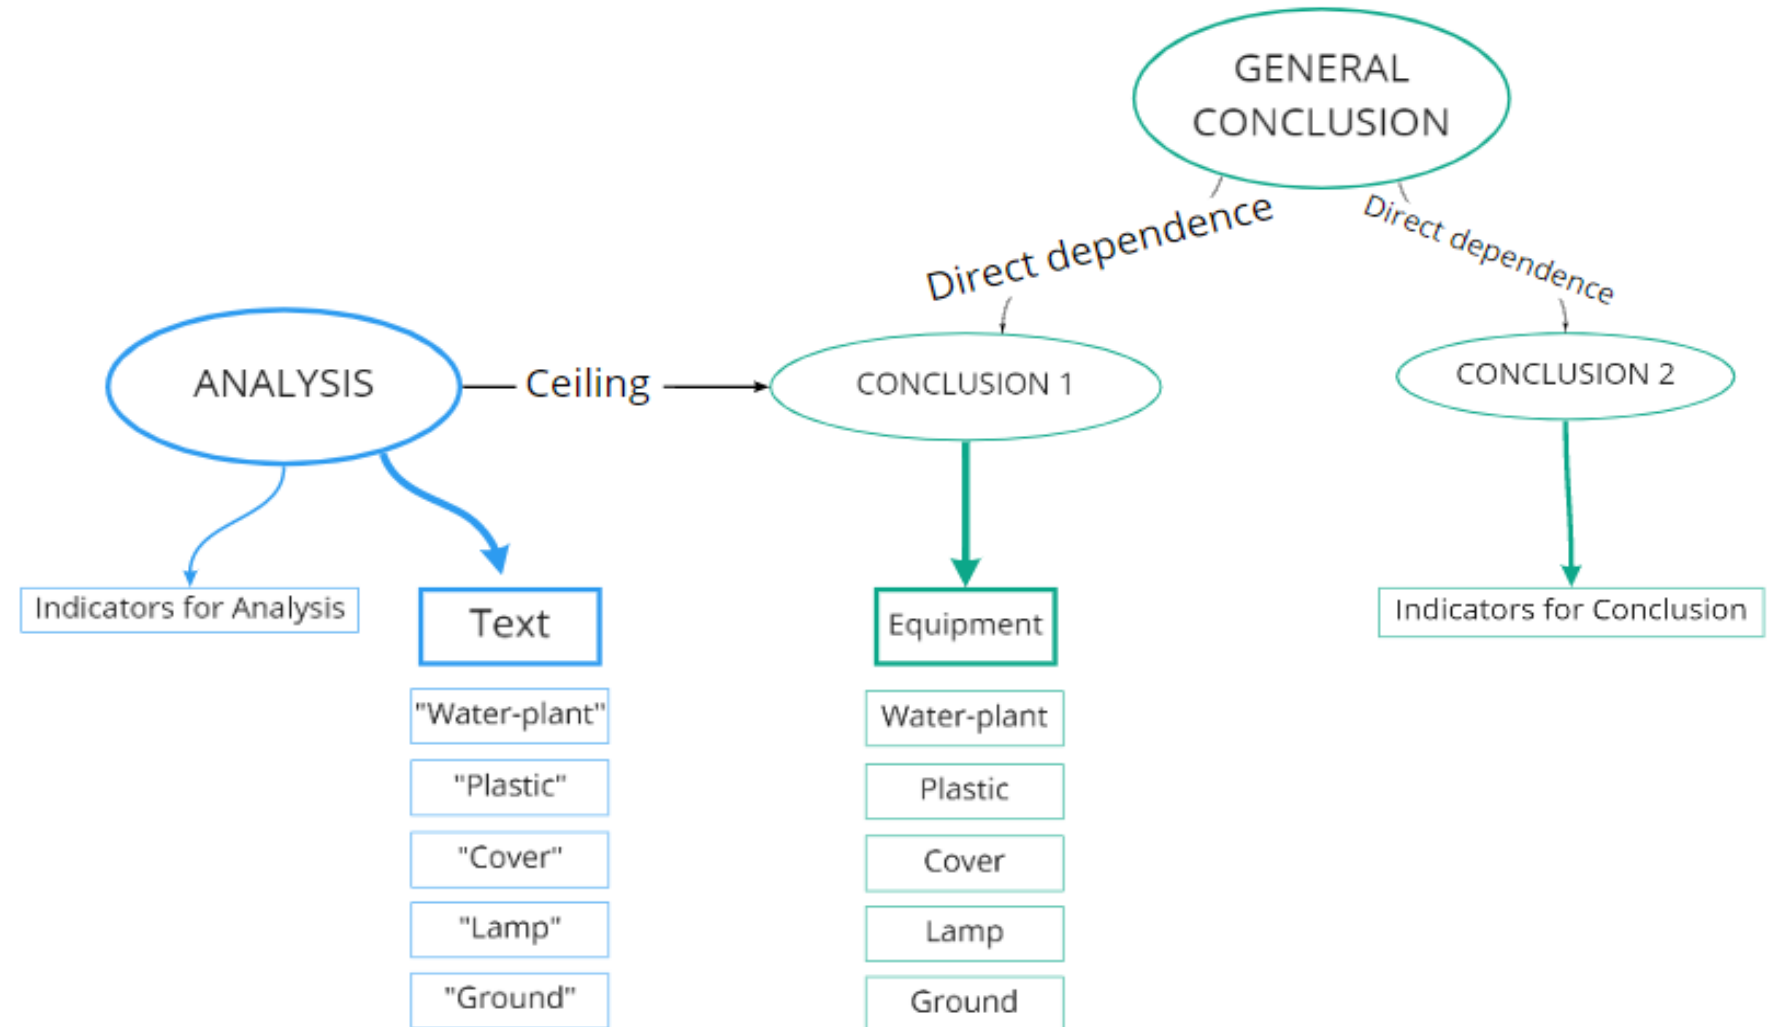 GENERAL
CONCLUSION
Direct dependence
Direct dependence
ANALYSIS
Ceiling
CONCLUSION 1
CONCLUSION 2
Indicators for Analysis
Text
Equipment
Indicators for Conclusion
"Water-plant"
Water-plant
"Plastic"
Plastic
"Cover"
Cover
"Lamp"
Lamp
"Ground"
Ground